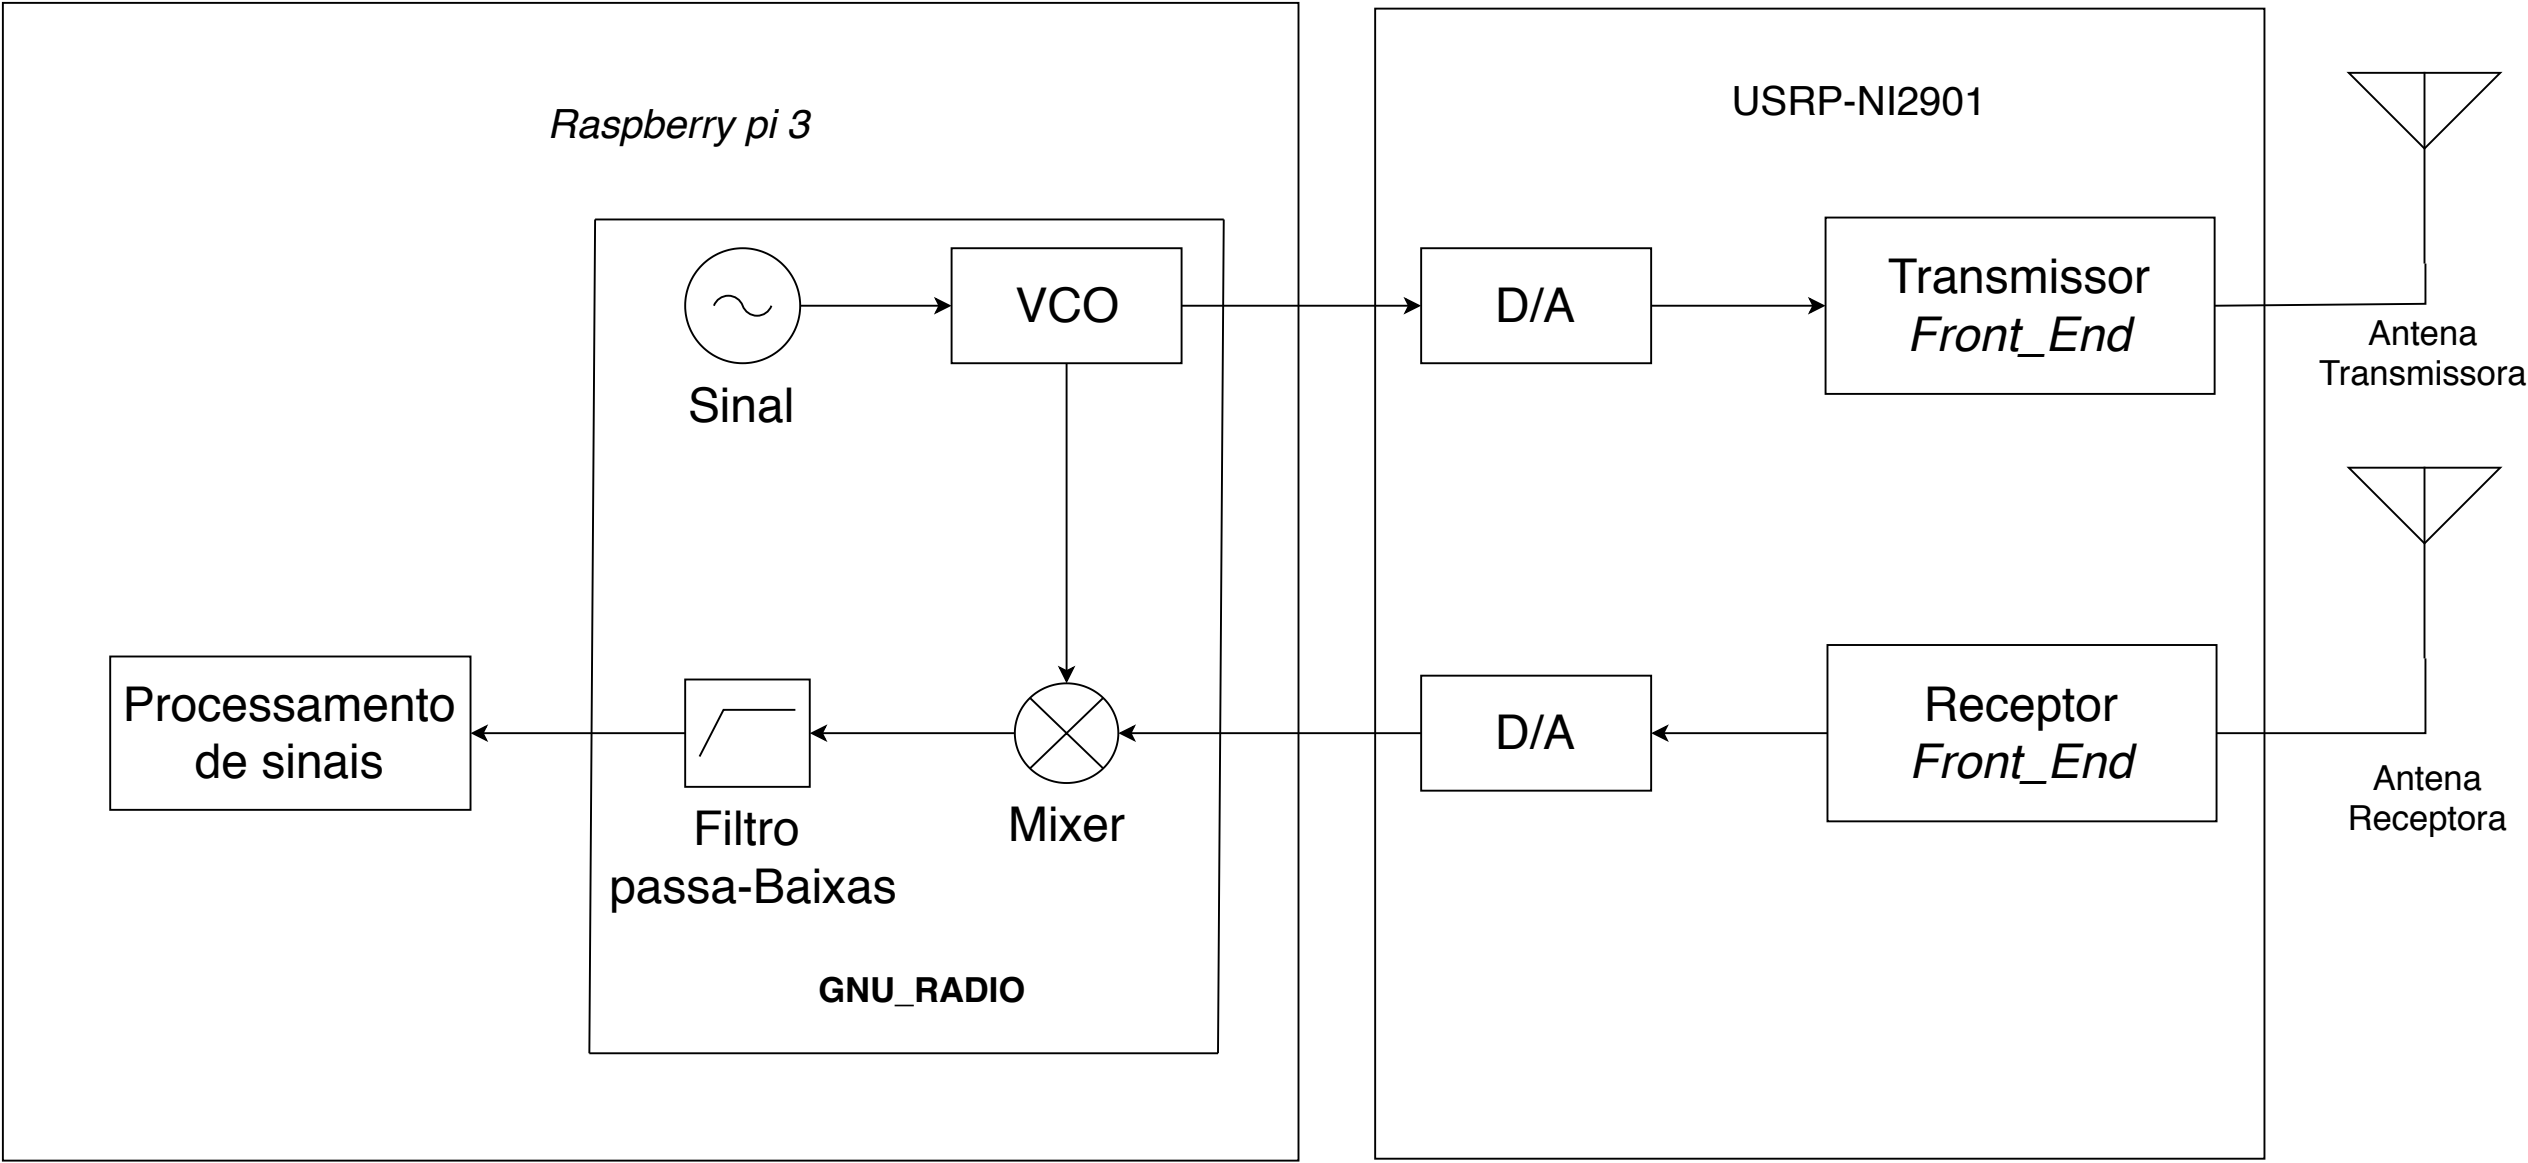 Raspberry pi 3
USRP-NI2901
VCO
D/A
Transmissor
Front_End
Sinal
Antena
Transmissora
Processamento
de sinais
Filtro
passa-Baixas
Mixer
D/A
Receptor
Front_End
Antena
Receptora
GNU_RADIO